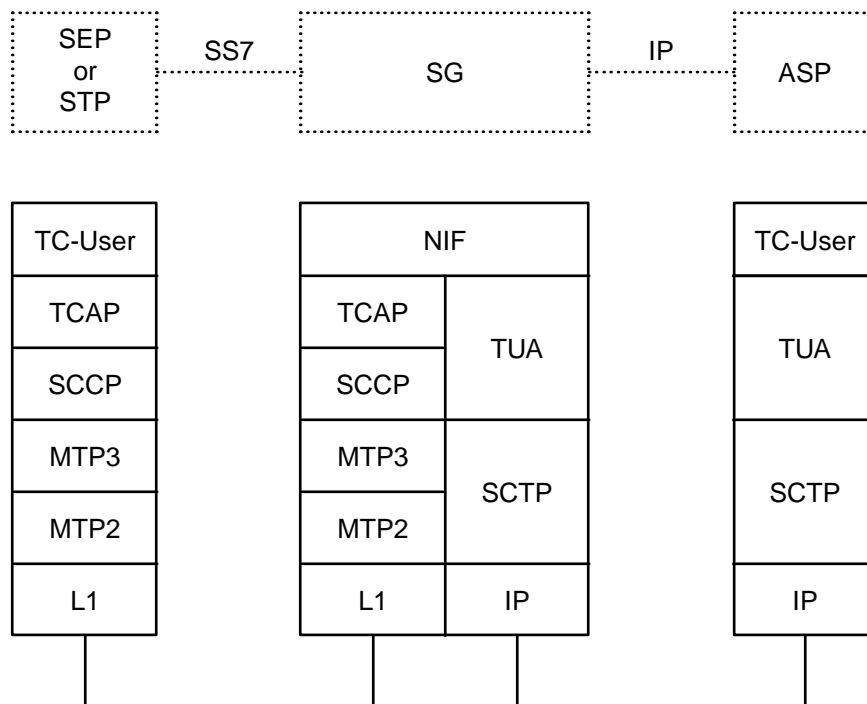 SEP
or
STP
SS7
SG
IP
ASP
TC-User
TCAP
SCCP
MTP3
MTP2
L1
NIF
TCAP
SCCP
MTP3
MTP2
L1
TUA
SCTP
IP
TC-User
TUA
SCTP
IP